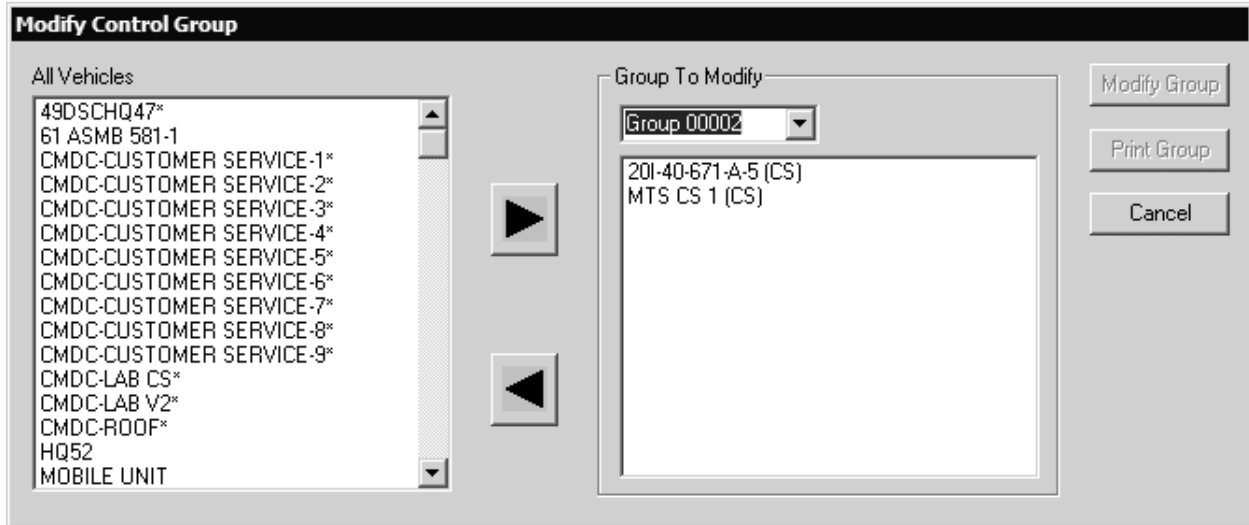 Modify Control Group
All Vehicles
49DSCHQ47*
61 ASMB 581-1
CMDC-CUSTOMER SERVICE-1*
CMDC-CUSTOMER SERVICE-2*
CMDC-CUSTOMER SERVICE-3*
CMDC-CUSTOMER SERVICE-4*
CMDC-CUSTOMER SERVICE-5*
CMDC-CUSTOMER SERVICE-6*
CMDC-CUSTOMER SERVICE-7*
CMDC-CUSTOMER SERVICE-8*
CMDC-CUSTOMER SERVICE-9*
CMDC-LAB CS*
CMDC-LAB V2*
CMDC-ROOF*
HQ52
MOBILE UNIT
Group To Modify
Group 00002
20I-40-671-A-5 (CS)
MTS CS 1 (CS)
Modify Group
Print Group
Cancel